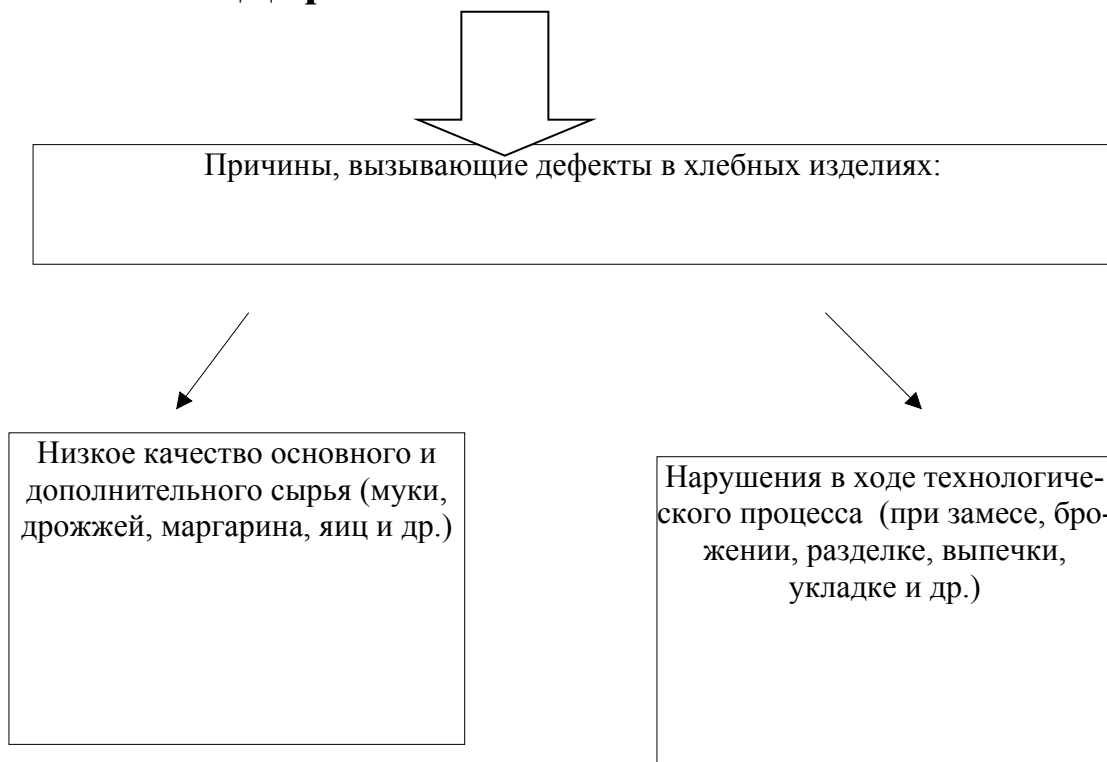 Причины, вызывающие дефекты в хлебных изделиях:
Низкое качество основного и
дополнительного сырья (муки,
дрожжей, маргарина, яиц и др.)
Нарушения в ходе технологиче-
ского процесса (при замесе, бро-
жении, разделке, выпечки,
укладке и др.)